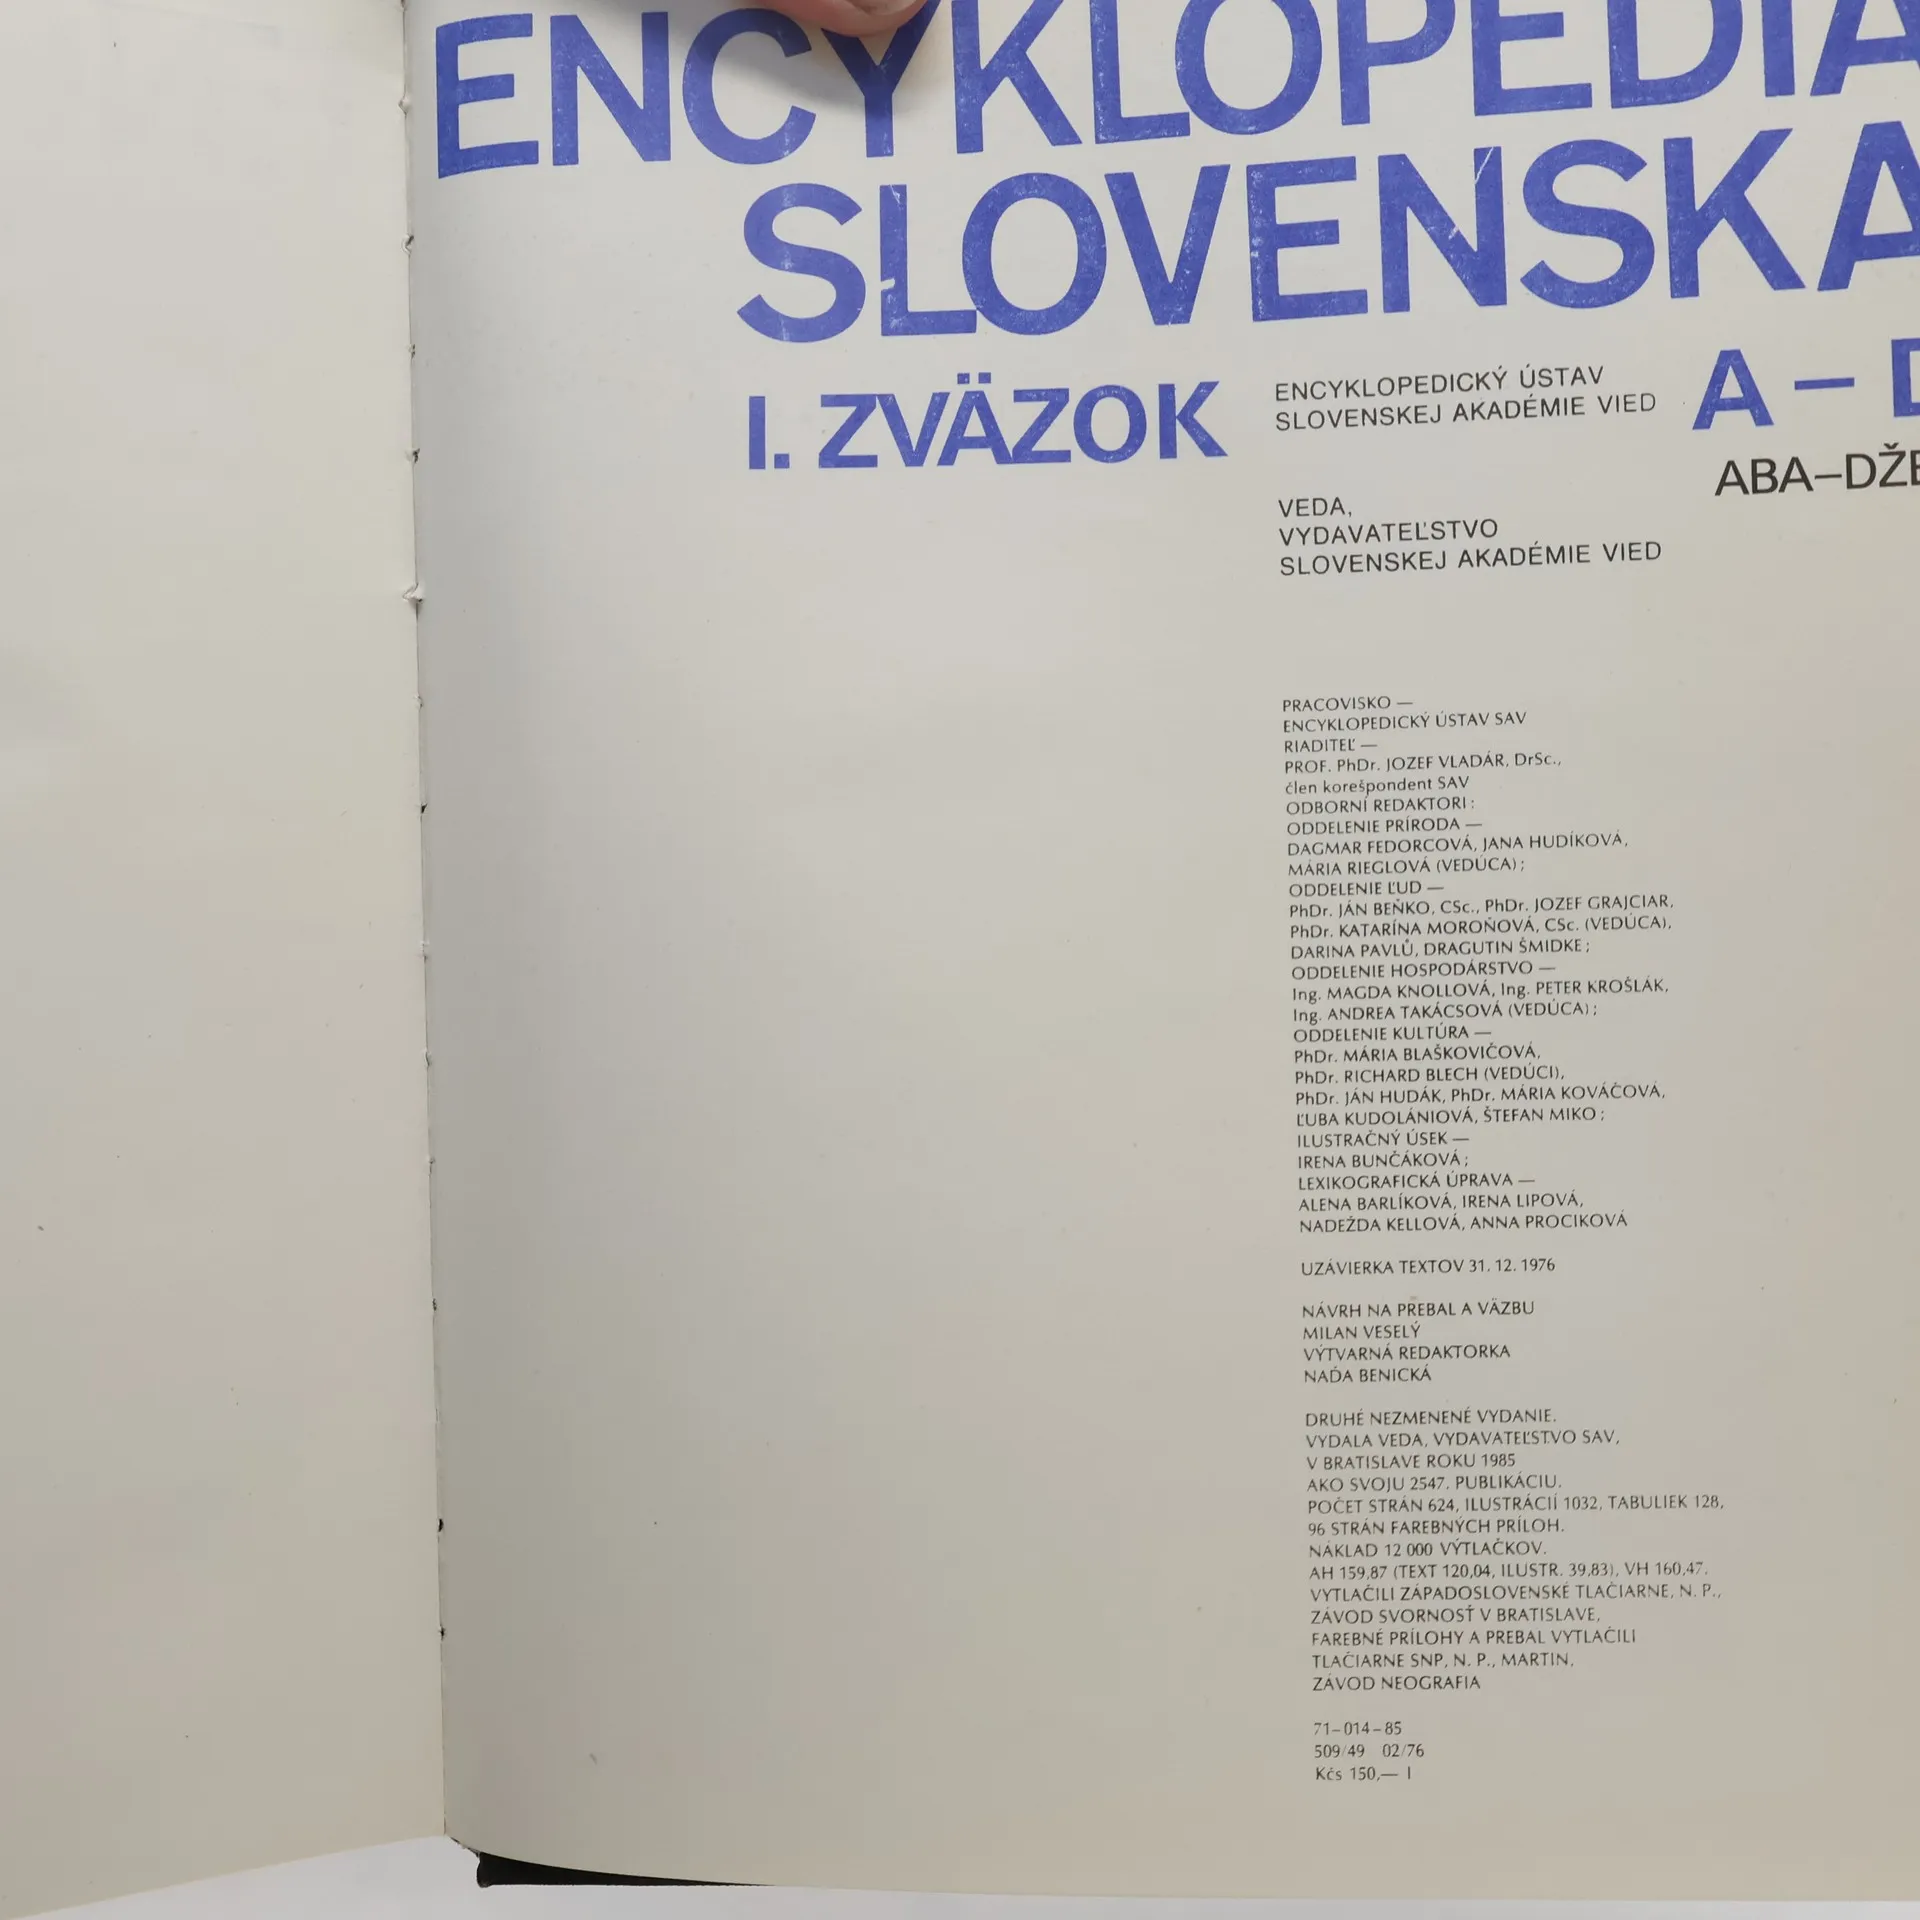 ENCYKLOPÉDIA
SLOVENSKA
I. ZVÄZOK
ENCYKLOPEDICKÝ ÚSTAV
SLOVENSKEJ AKADÉMIE VIED
A –
VEDA,
VYDAVATEĽSTVO
SLOVENSKEJ AKADÉMIE VIED
PRACOVISKO —
ENCYKLOPEDICKÝ ÚSTAV SAV
RIADITEĽ —
PROF. PhDr. JOZEF VLADÁR, DrSc.,
člen korešpondent SAV
ODBORNÍ REDAKTORI:
ODDELENIE PRÍRODA —
DAGMAR FEDORCOVÁ, JANA HUDÍKOVÁ,
MÁRIA RIEGLOVÁ (VEDÚCA);
ODDELENIE ĽUD —
PhDr. JÁN BEŇKO, CSc., PhDr. JOZEF GRAJCIAR,
PhDr. KATARÍNA MOROŇOVÁ, CSc. (VEDÚCA),
DARINA PAVLŮ, DRAGUTIN ŠMIDKE;
ODDELENIE HOSPODÁRSTVO —
Ing. MAGDA KNOLLOVÁ, Ing. PETER KROŠLÁK,
Ing. ANDREA TAKÁCSOVÁ (VEDÚCA);
ODDELENIE KULTÚRA —
PhDr. MÁRIA BLAŠKOVIČOVÁ,
PhDr. RICHARD BLECH (VEDÚCI),
PhDr. JÁN HUDÁK, PhDr. MÁRIA KOVÁČOVÁ,
ĽUBA KUDOLÁNIOVÁ, ŠTEFAN MIKO;
ILUSTRAČNÝ ÚSEK —
IRENA BUNČÁKOVÁ;
LEXIKOGRAFICKÁ ÚPRAVA —
ALENA BARLÍKOVÁ, IRENA LIPOVÁ,
NADEŽDA KELLOVÁ, ANNA PROCIKOVÁ
UZÁVIERKA TEXTOV 31. 12. 1976
NÁVRH NA PREBAL A VÄZBU
MILAN VESELÝ
VÝTVARNÁ REDAKTORKA
NAĎA BENICKÁ
DRUHÉ NEZMENENÉ VYDANIE.
VYDALA VEDA, VYDAVATEĽSTVO SAV,
V BRATISLAVE ROKU 1985
AKO SVOJU 2547. PUBLIKÁCIU.
POČET STRÁN 624, ILUSTRÁCIÍ 1032, TABULIEK 128,
96 STRÁN FAREBNÝCH PRÍLOH.
NÁKLAD 12 000 VÝTLAČKOV.
AH 159,87 (TEXT 120,04, ILUSTR. 39,83), VH 160,47.
VYTLAČILI ZÁPADOSLOVENSKÉ TLAČIARNE, N. P.,
ZÁVOD SVORNOSŤ V BRATISLAVE,
FAREBNÉ PRÍLOHY A PREBAL VYTLAČILI
TLAČIARNE SNP, N. P., MARTIN,
ZÁVOD NEOGRAFIA
71–014–85
509/49 02/76
Kčs 150,— I